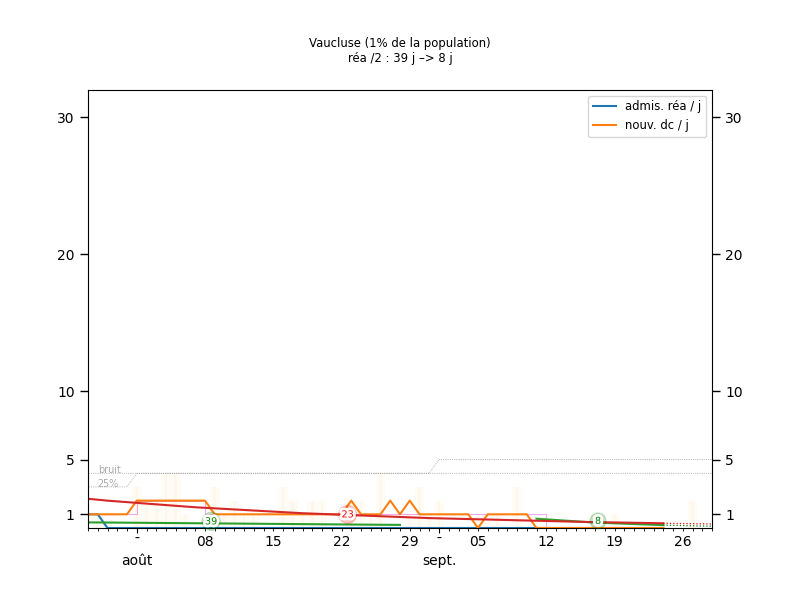 Vaucluse (1% de la population)
réa /2 : 39 j –> 8 j
admis. réa / j
nouv. dc / j
30
30
20
20
10
10
5
5
bruit
25%
1
1
39
23
8
- 08 15 22 29 - 05 12 19 26
août sept.